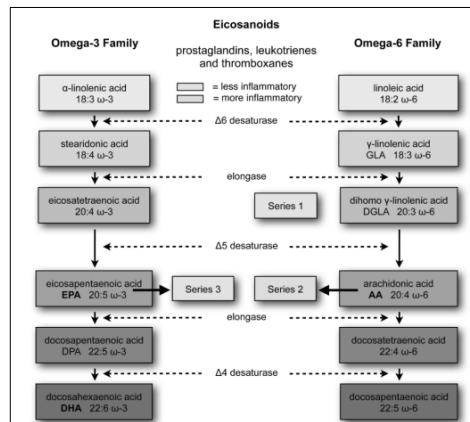 Eicosanoids
Omega-3 Family
Omega-6 Family
prostaglandins, leukotrienes
and thromboxanes
= less inflammatory
= more inflammatory
α-linolenic acid
18:3 ω-3
linoleic acid
18:2 ω-6
Δ6 desaturase
stearidonic acid
18:4 ω-3
γ-linolenic acid
GLA 18:3 ω-6
elongase
eicosatetraenoic acid
20:4 ω-3
Series 1
dihomo γ-linolenic acid
DGLA 20:3 ω-6
Δ5 desaturase
eicosapentaenoic acid
EPA 20:5 ω-3
Series 3
Series 2
arachidonic acid
AA 20:4 ω-6
elongase
docosapentaenoic acid
DPA 22:5 ω-3
docosatetraenoic acid
22:4 ω-6
Δ4 desaturase
docosahexaenoic acid
DHA 22:6 ω-3
docosapentaenoic acid
22:5 ω-6